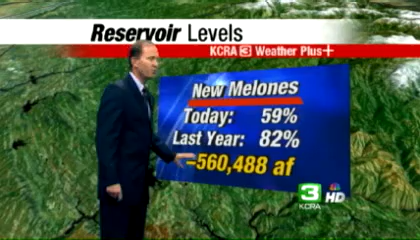 Reservoir Levels
KCRA 3 Weather Plus+
New Melones
Today: 59%
Last Year: 82%
-560,488 af
3
KCRA HD